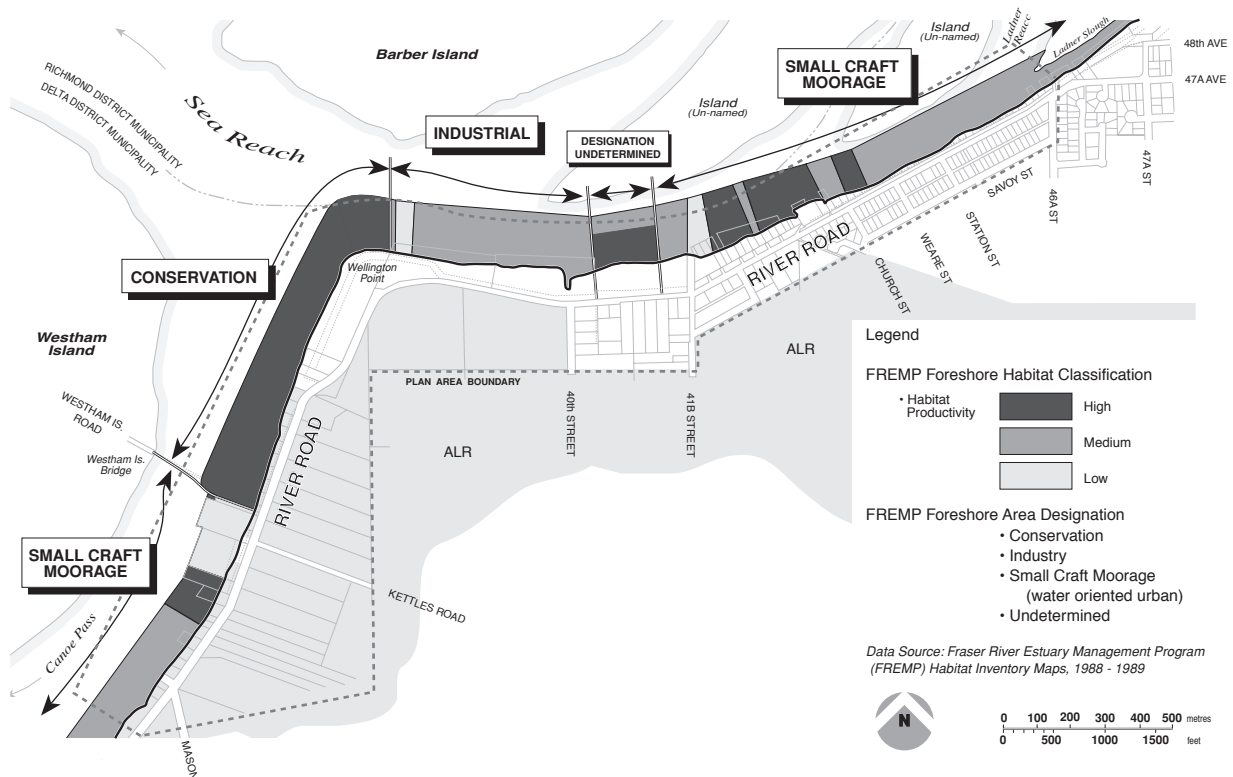 Barber Island
Island
(Un-named)
Ladner
Reacc
Ladner Slough
48th AVE
47A AVE
SMALL CRAFT
MOORAGE
RICHMOND DISTRICT MUNICIPALITY
DELTA DISTRICT MUNICIPALITY
Sea Reach
INDUSTRIAL
DESIGNATION
UNDETERMINED
Island
(Un-named)
47A ST
46A ST
SAVOY ST
STATION ST
WEARE ST
CHURCH ST
RIVER ROAD
CONSERVATION
Wellington
Point
Westham
Island
WESTHAM IS.
ROAD
Westham Is.
Bridge
PLAN AREA BOUNDARY
40th STREET
41B STREET
ALR
ALR
RIVER ROAD
SMALL CRAFT
MOORAGE
KETTLES ROAD
Canoe Pass
MASON
Legend
FREMP Foreshore Habitat Classification
• Habitat
Productivity
High
Medium
Low
FREMP Foreshore Area Designation
• Conservation
• Industry
• Small Craft Moorage
(water oriented urban)
• Undetermined
Data Source: Fraser River Estuary Management Program
(FREMP) Habitat Inventory Maps, 1988 - 1989
N
0 100 200 300 400 500 metres
0 500 1000 1500 feet